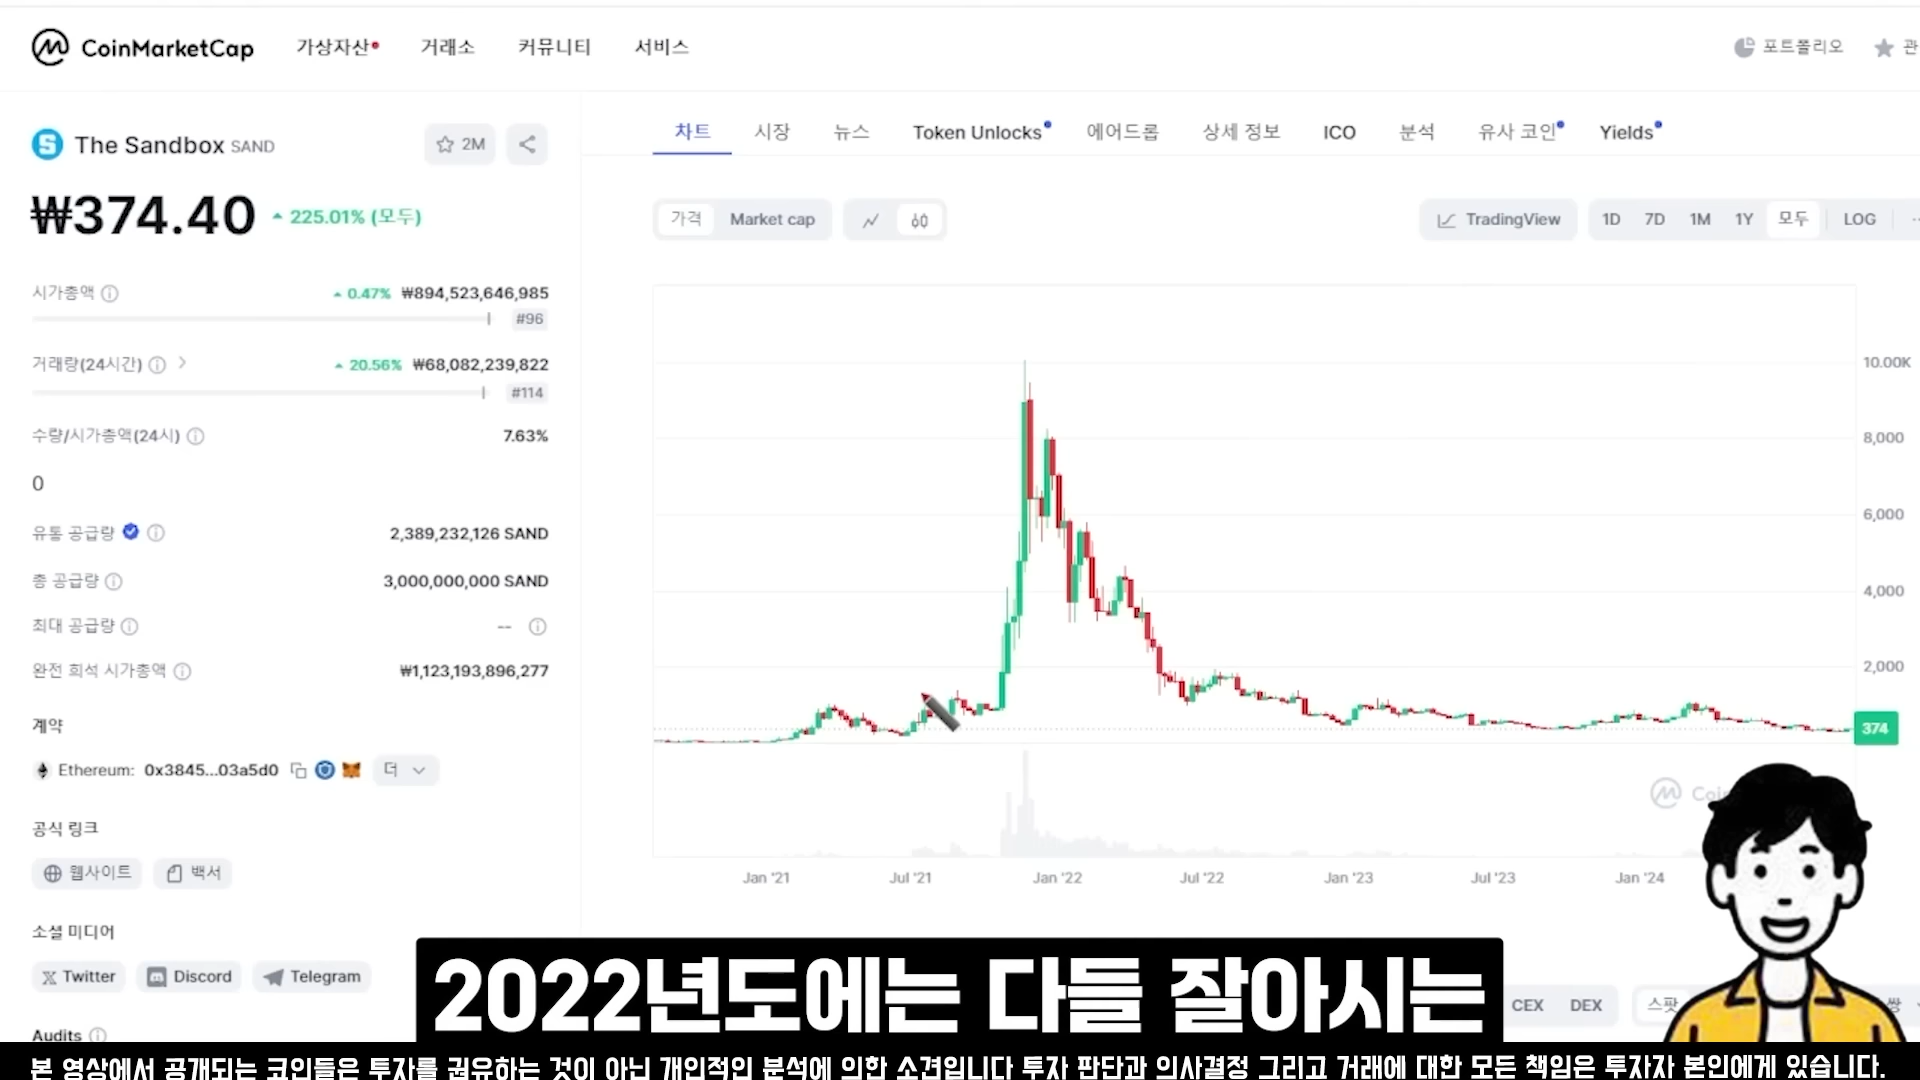 CoinMarketCap 가상자산 거래소 커뮤니티 서비스 포트폴리오 관
The Sandbox SAND 2M
₩374.40 225.01% (모두)
시가총액 0.47% ₩894,523,646,985
#96
거래량(24시간) 20.56% ₩68,082,239,822
#114
수량/시가총액(24시) 7.63%
0
유통 공급량 2,389,232,126 SAND
총 공급량 3,000,000,000 SAND
최대 공급량 --
완전 희석 시가총액 ₩1,123,193,896,277
계약
Ethereum: 0x3845...03a5d0 더
공식 링크
웹사이트 백서
소셜 미디어
Twitter Discord Telegram
Audits
차트 시장 뉴스 Token Unlocks 에어드롭 상세 정보 ICO 분석 유사 코인 Yields
가격 Market cap TradingView 1D 7D 1M 1Y 모두 LOG
10.00K
8,000
6,000
4,000
2,000
374
Jan '21 Jul '21 Jan '22 Jul '22 Jan '23 Jul '23 Jan '24
CEX DEX 스팟 쌍
2022년도에는 다들 잘아시는
본 영상에서 공개되는 코인들은 투자를 권유하는 것이 아닌 개인적인 분석에 의한 소견입니다 투자 판단과 의사결정 그리고 거래에 대한 모든 책임은 투자자 본인에게 있습니다.